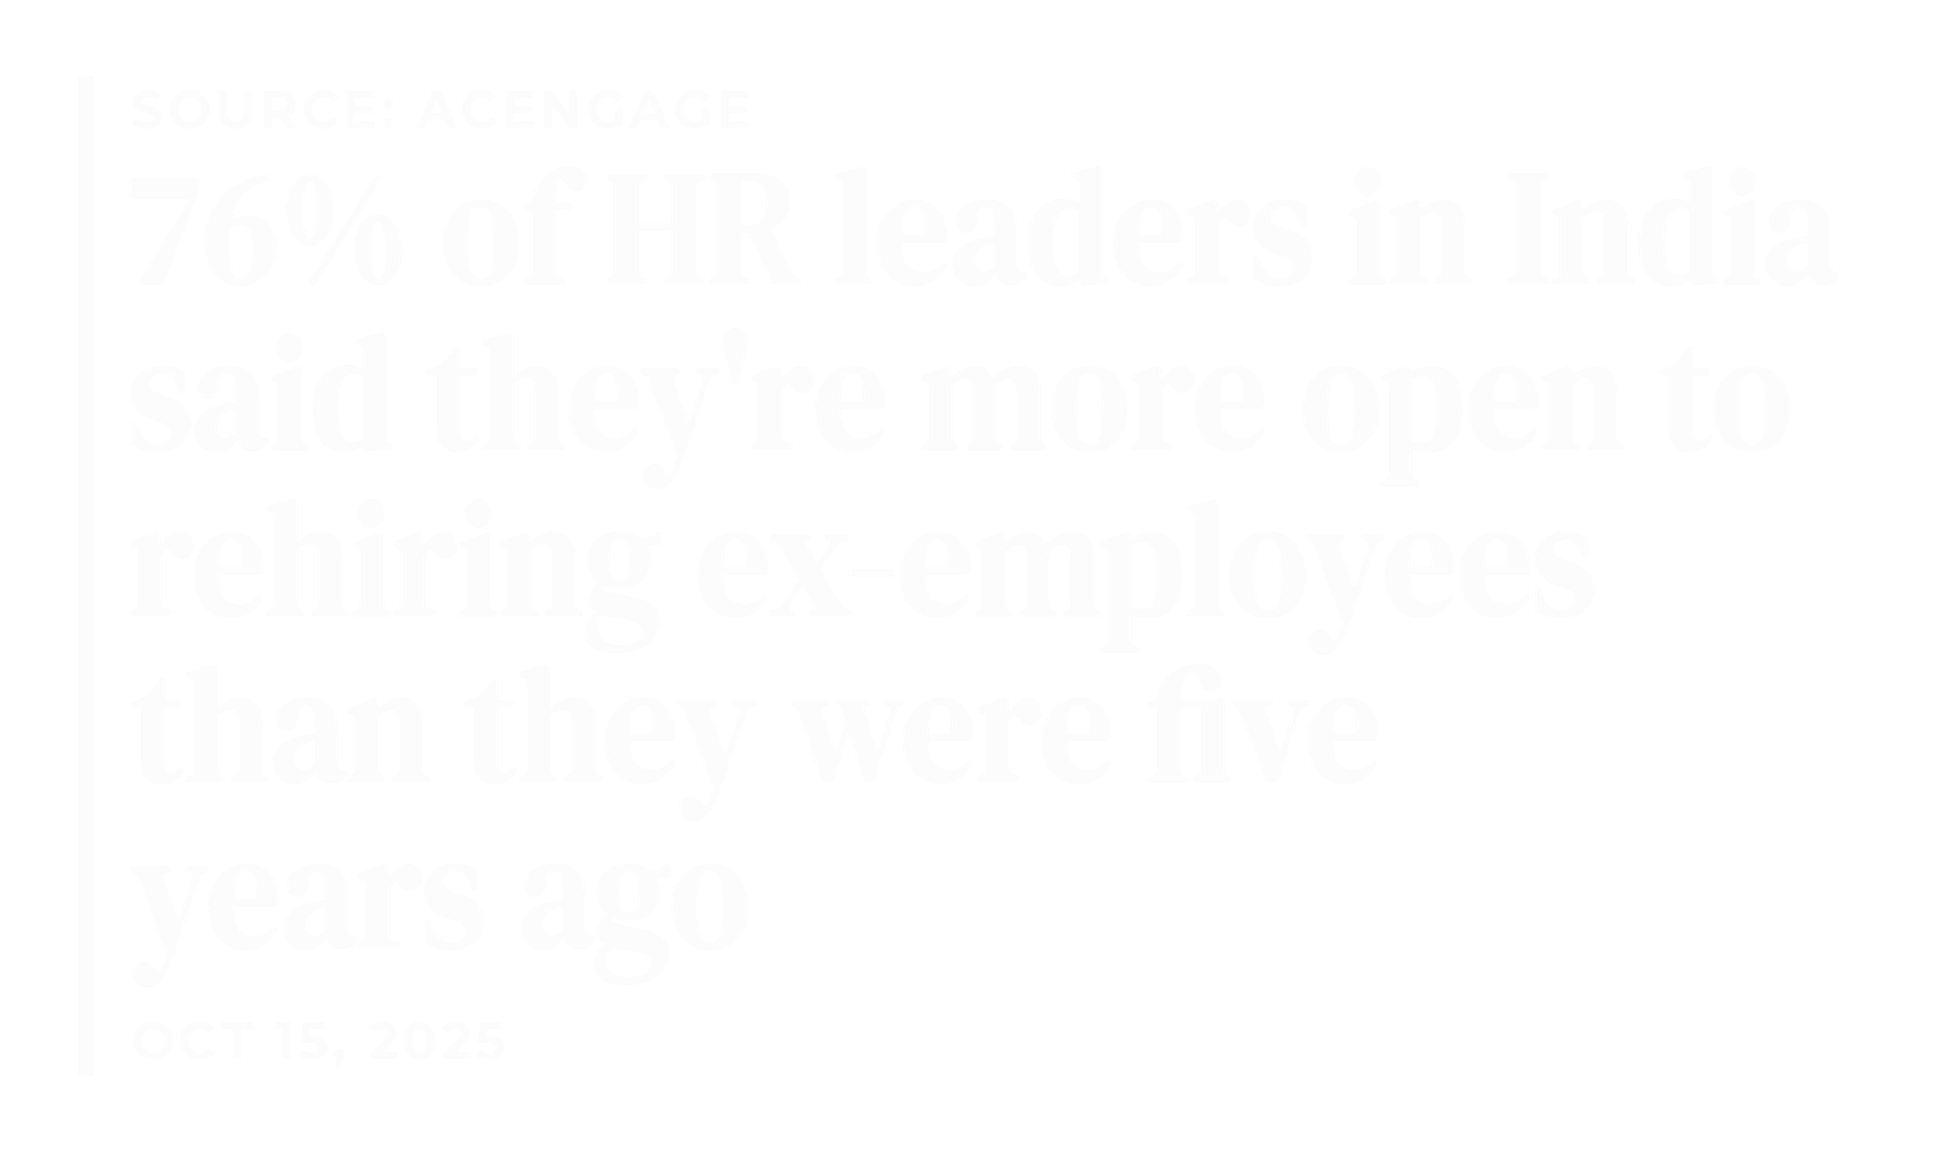 SOURCE: ACENGAGE
76% of HR leaders in India
said they're more open to
rehiring ex-employees
than they were five
years ago
OCT 15, 2025